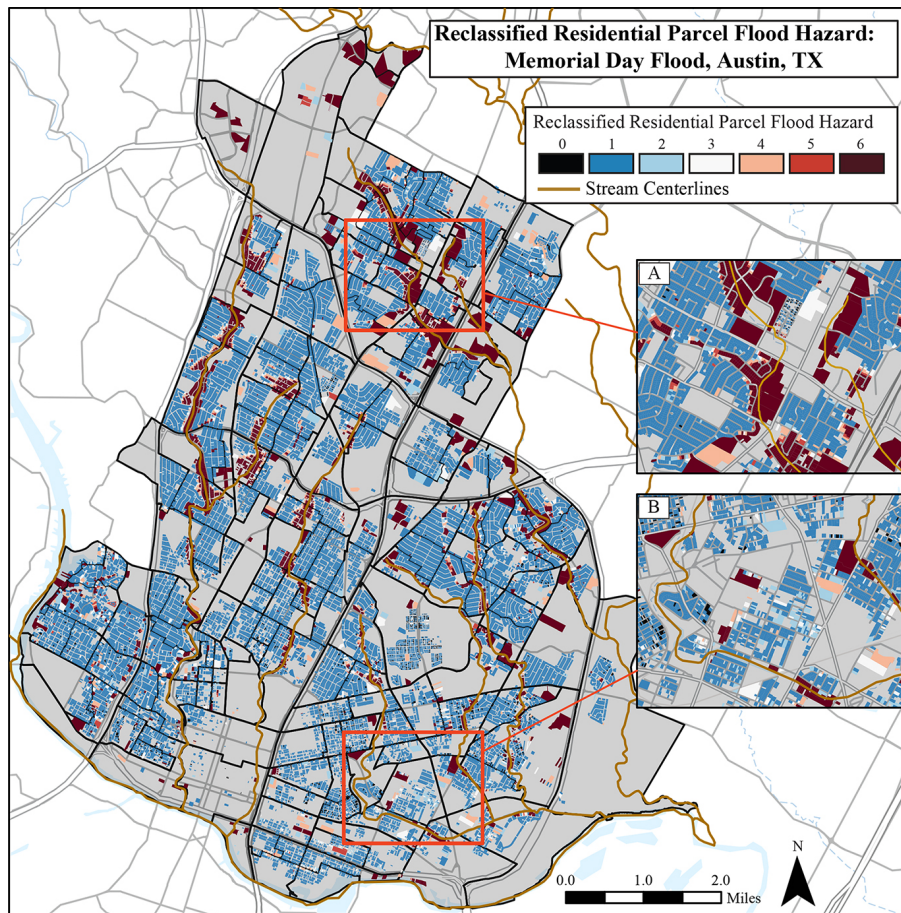 Reclassified Residential Parcel Flood Hazard:
Memorial Day Flood, Austin, TX
Reclassified Residential Parcel Flood Hazard
0 1 2 3 4 5 6
Stream Centerlines
A
B
N
0.0 1.0 2.0
Miles